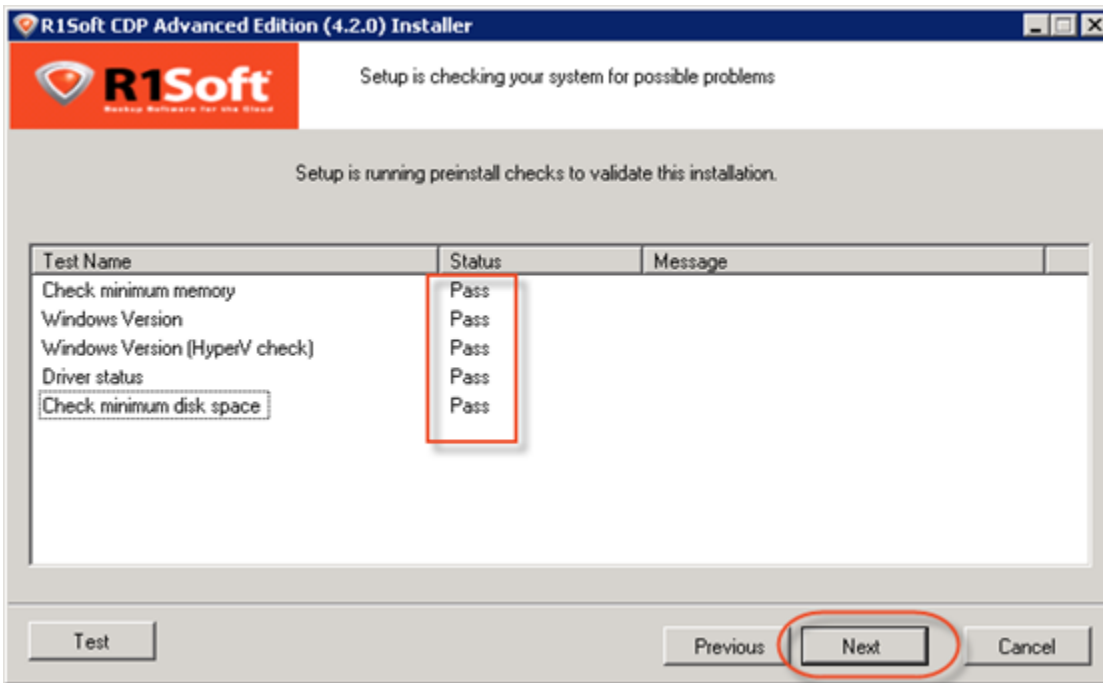 R1Soft CDP Advanced Edition (4.2.0) Installer
R1Soft
Backup Software for the Cloud
Setup is checking your system for possible problems
Setup is running preinstall checks to validate this installation.
Test Name Status Message
Check minimum memory Pass
Windows Version Pass
Windows Version (HyperV check) Pass
Driver status Pass
Check minimum disk space Pass
Test Previous Next Cancel